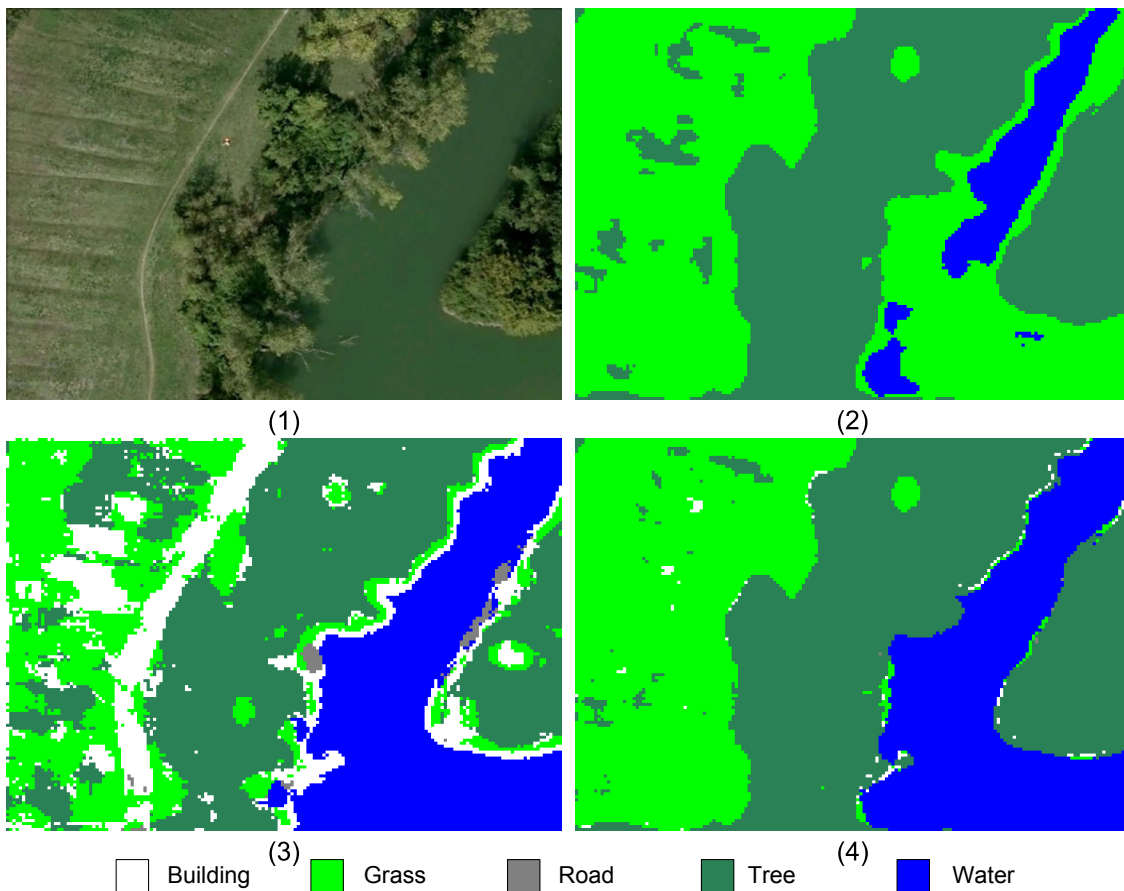 (1)
(2)
(3)
(4)
Building
Grass
Road
Tree
Water